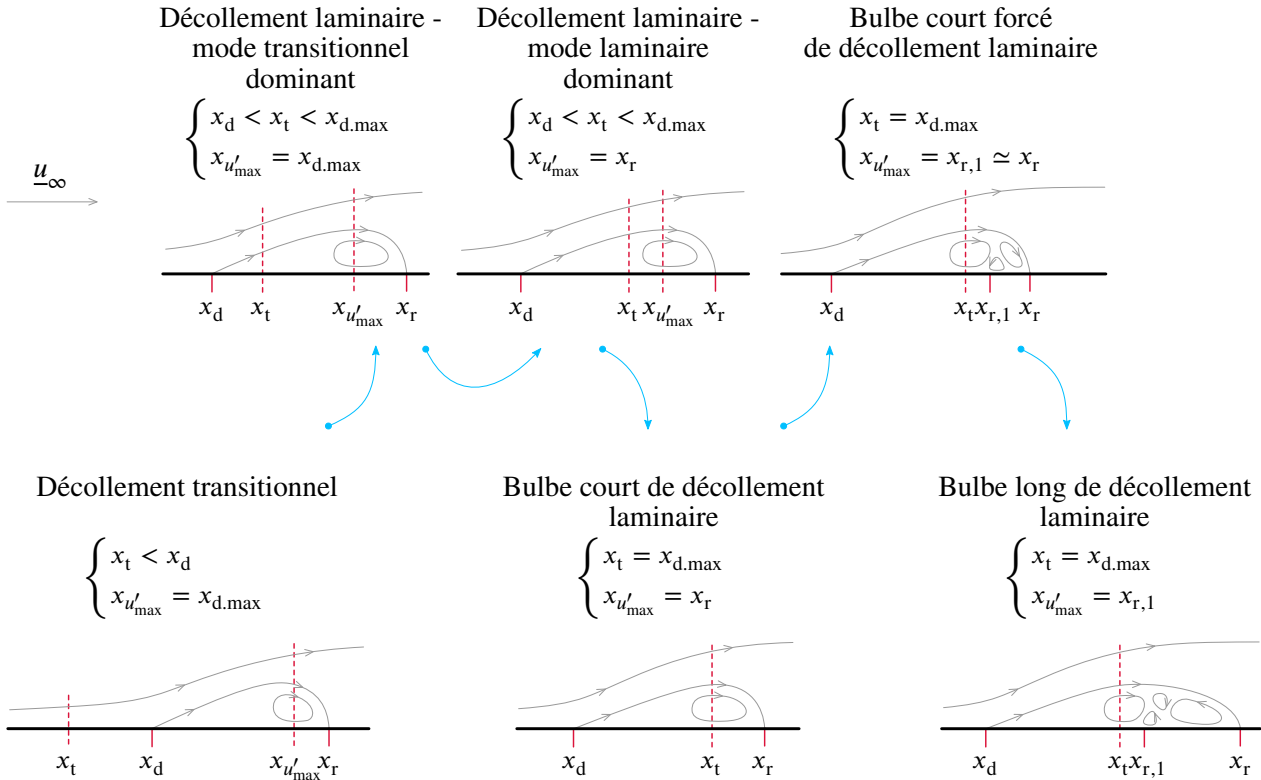 Décollement laminaire -
mode transitionnel
dominant
x_d < x_t < x_d.max
x_u′max = x_d.max
Décollement laminaire -
mode laminaire
dominant
x_d < x_t < x_d.max
x_u′max = x_r
Bulbe court forcé
de décollement laminaire
x_t = x_d.max
x_u′max = x_r,1 ≃ x_r
u_∞
x_d x_t x_u′max x_r
x_d x_t x_u′max x_r
x_d x_t x_r,1 x_r
Décollement transitionnel
x_t < x_d
x_u′max = x_d.max
Bulbe court de décollement
laminaire
x_t = x_d.max
x_u′max = x_r
Bulbe long de décollement
laminaire
x_t = x_d.max
x_u′max = x_r,1
x_t x_d x_u′max x_r
x_d x_t x_r
x_d x_t x_r,1 x_r